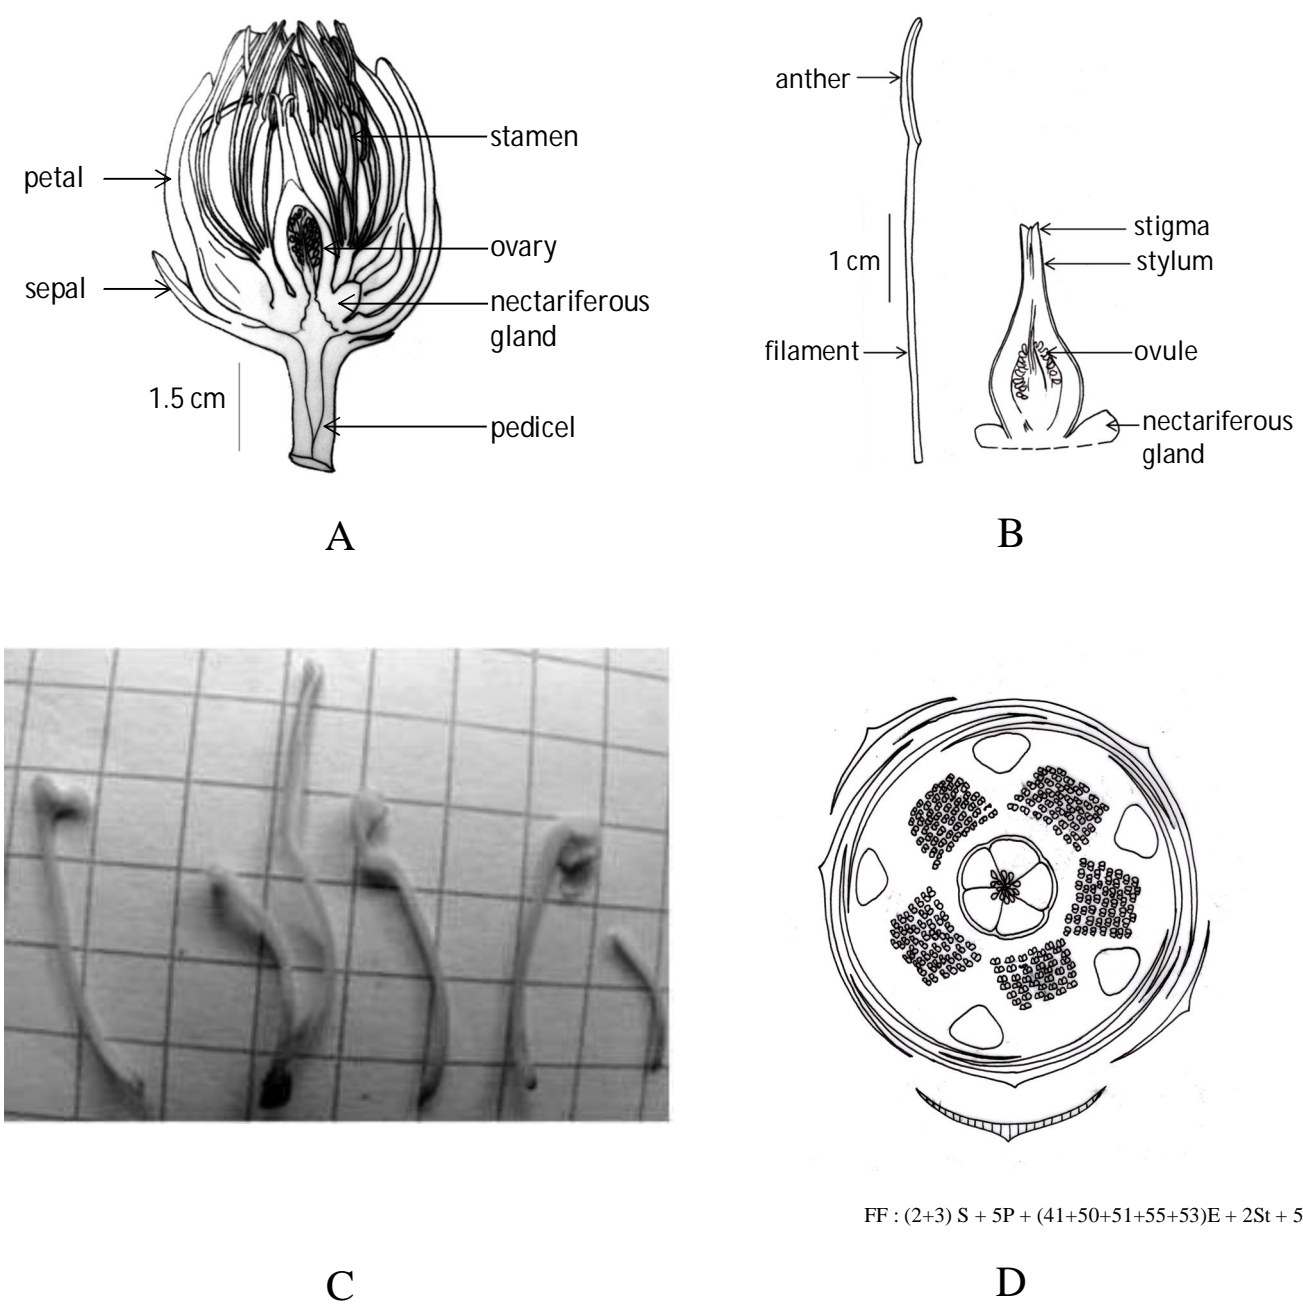 petal
sepal
1.5 cm
stamen
ovary
nectariferous
gland
pedicel
A
anther
1 cm
filament
stigma
stylum
ovule
nectariferous
gland
B
C
FF : (2+3) S + 5P + (41+50+51+55+53)E + 2St + 5
D